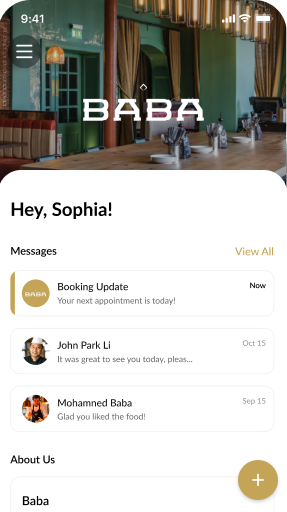 9:41
BABA
Hey, Sophia!
Messages
View All
BABA
Booking Update
Now
Your next appointment is today!
John Park Li
Oct 15
It was great to see you today, pleas...
Mohamned Baba
Sep 15
Glad you liked the food!
About Us
Baba